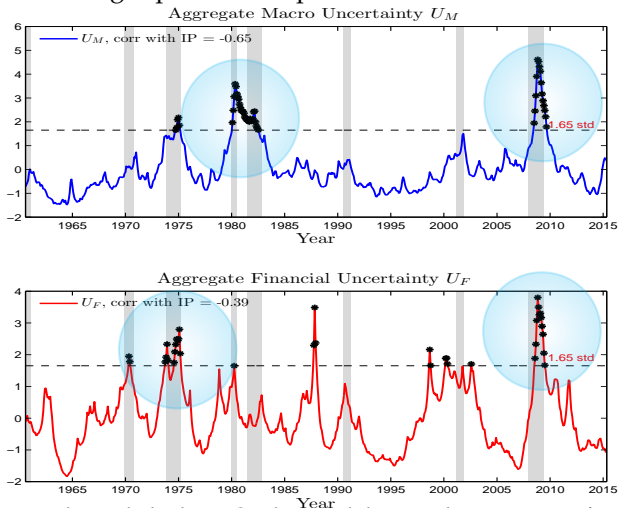 Aggregate Macro Uncertainty U_M
6
U_M, corr with IP = -0.65
5
4
3
2
1.65 std
1
0
−1
−2
1965 1970 1975 1980 1985 1990 1995 2000 2005 2010 2015
Year
Aggregate Financial Uncertainty U_F
4
U_F, corr with IP = -0.39
3
2
1.65 std
1
0
−1
−2
1965 1970 1975 1980 1985 1990 1995 2000 2005 2010 2015
Year